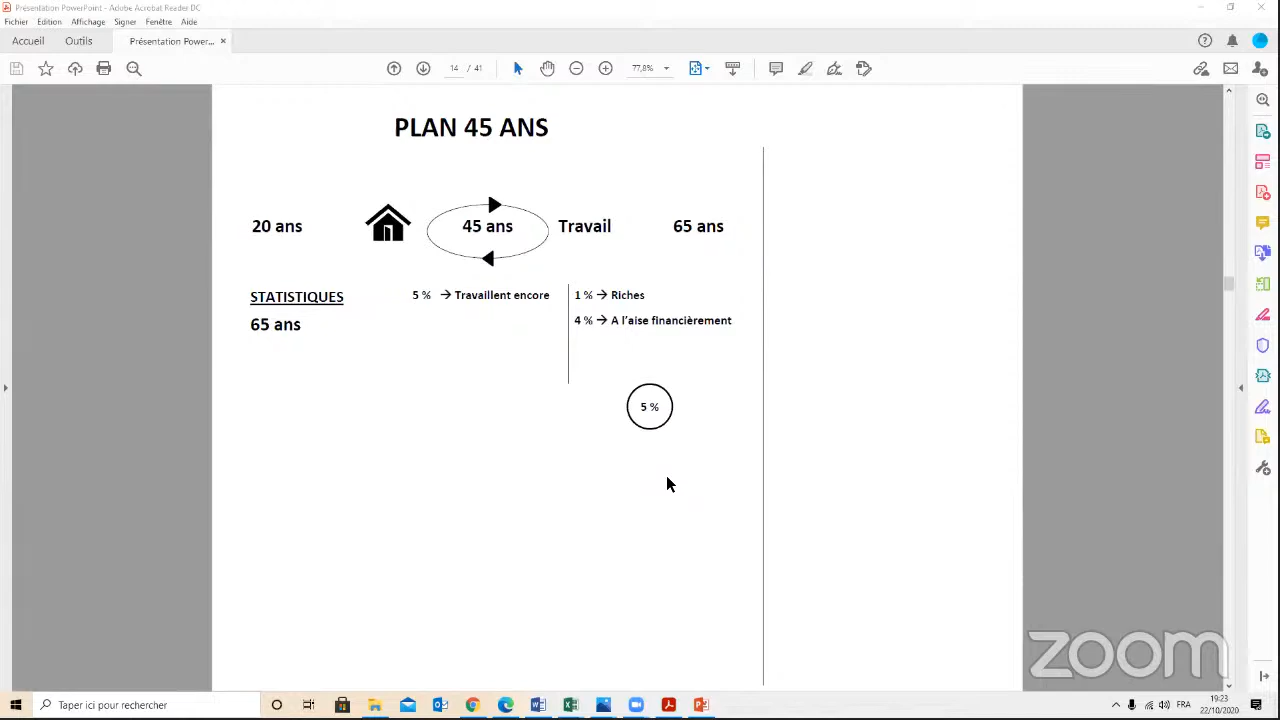 Présentation PowerPoint - Adobe Acrobat Reader DC
Fichier Edition Affichage Signer Fenêtre Aide
Accueil Outils Présentation Power... ×
14 / 41 77,8%
PLAN 45 ANS
20 ans 45 ans Travail 65 ans
STATISTIQUES 5 % → Travaillent encore 1 % → Riches
65 ans 4 % → A l’aise financièrement
5 %
zoom
Taper ici pour rechercher FRA 19:23
22/10/2020